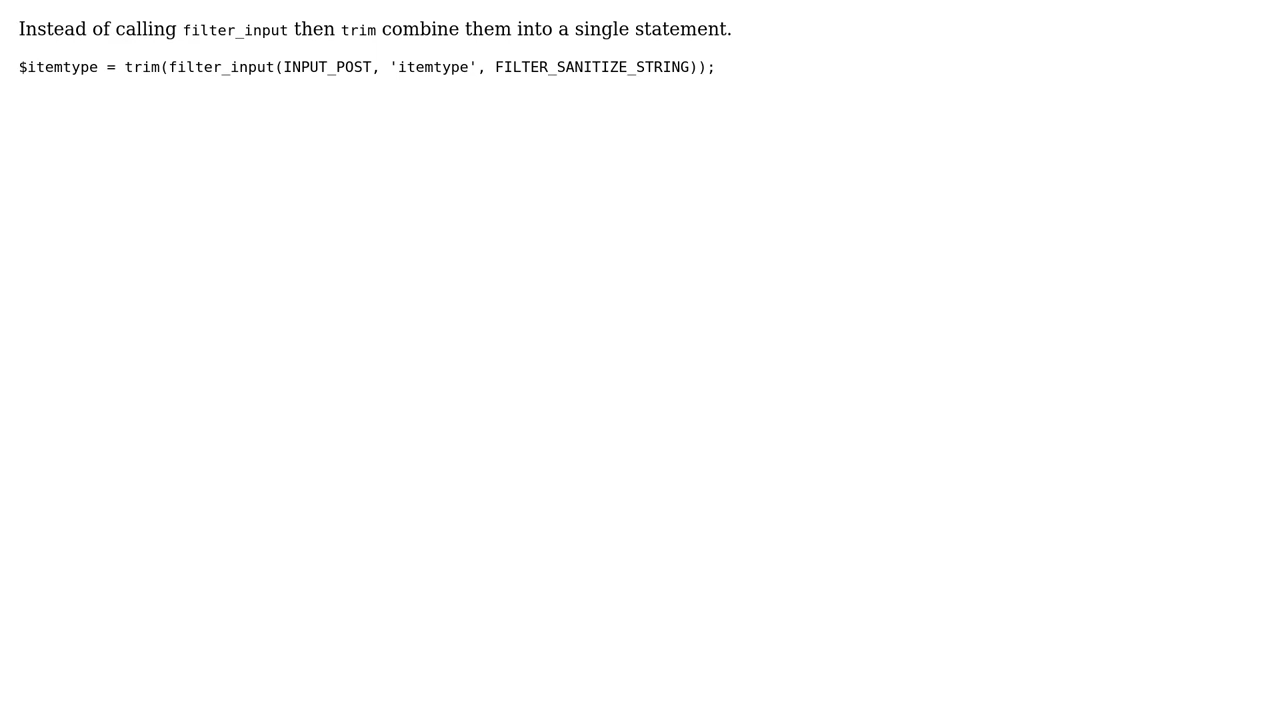 Instead of calling filter_input then trim combine them into a single statement.
$itemtype = trim(filter_input(INPUT_POST, 'itemtype', FILTER_SANITIZE_STRING));